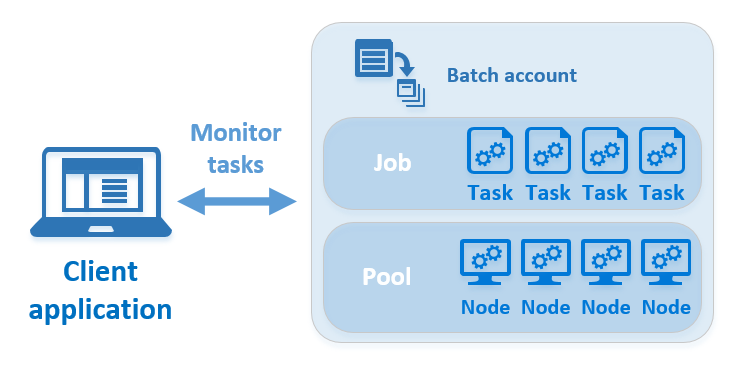 Batch account
Monitor
tasks
Job
Task Task Task Task
Client
application
Pool
Node Node Node Node